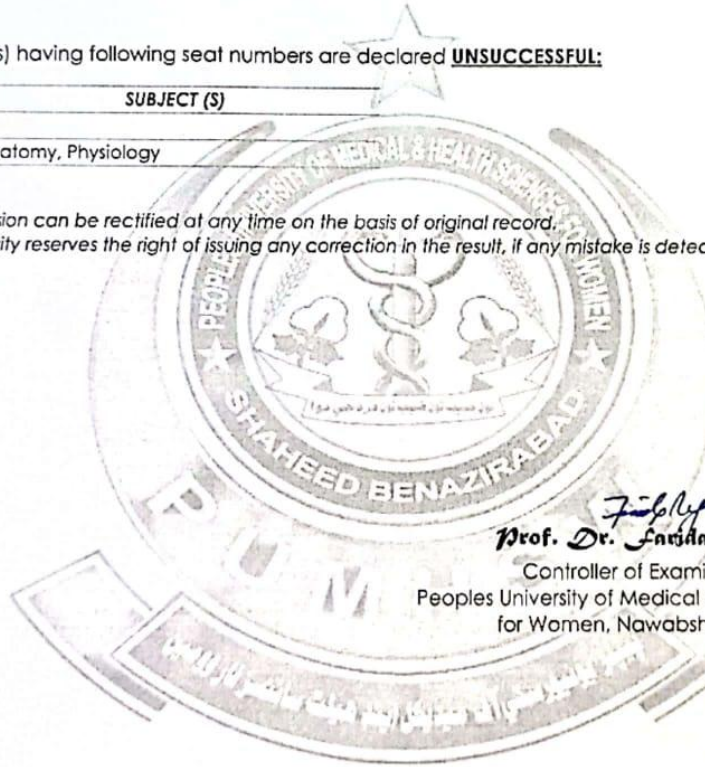 s) having following seat numbers are declared UNSUCCESSFUL:
SUBJECT (S)
atomy, Physiology
sion can be rectified at any time on the basis of original record.
ity reserves the right of issuing any correction in the result, if any mistake is detec
PEOPLES UNIVERSITY OF MEDICAL & HEALTH SCIENCES FOR WOMEN
SHAHEED BENAZIRABAD
P U M
Prof. Dr. Farida
Controller of Exami
Peoples University of Medical
for Women, Nawabsh